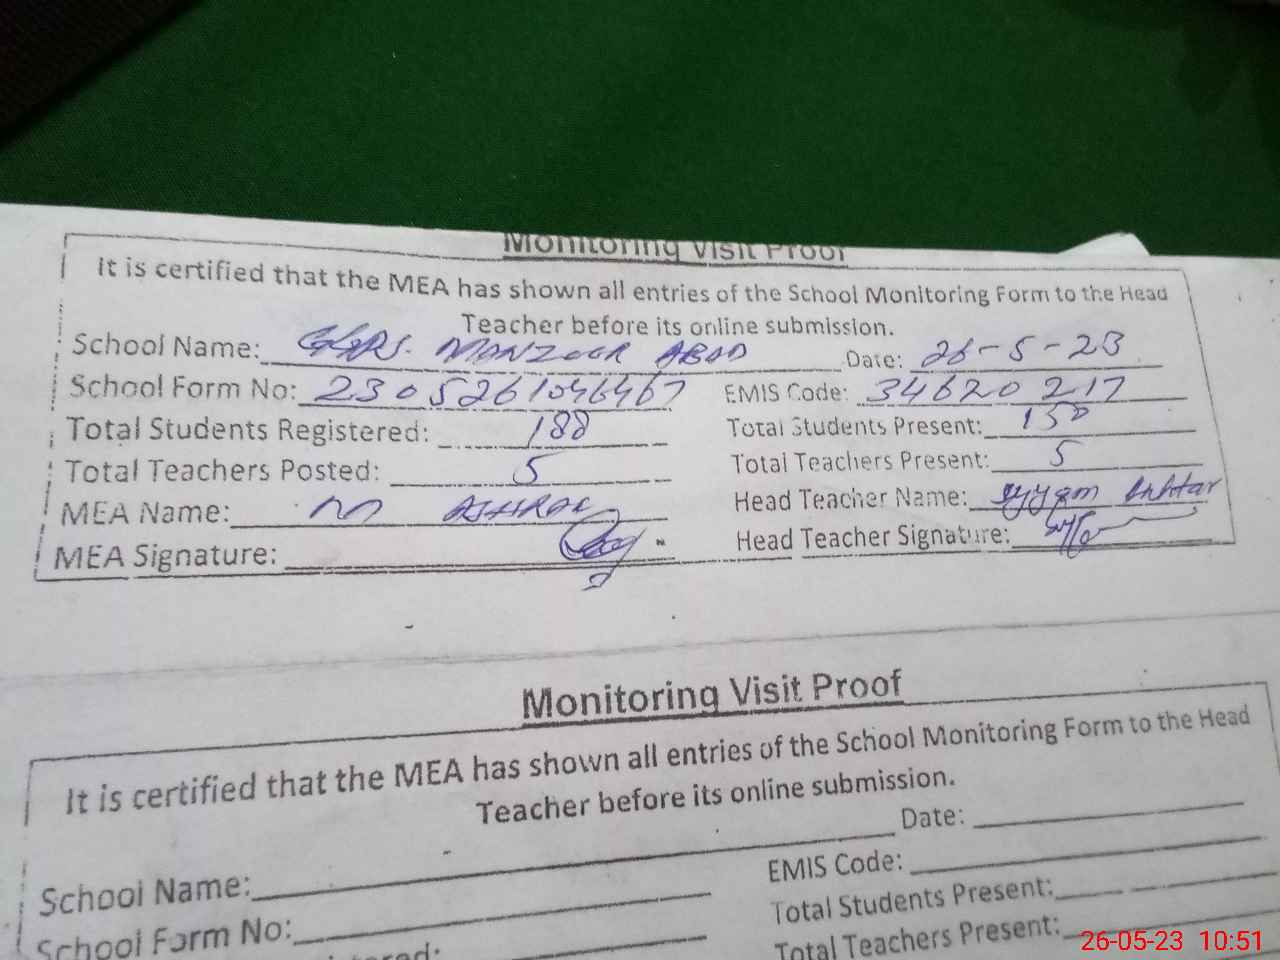 Monitoring Visit Proof
It is certified that the MEA has shown all entries of the School Monitoring Form to the Head
Teacher before its online submission.
School Name: MANZOOR ABAD Date: 26-5-23
School Form No: 2305261046467 EMIS Code: 34620217
Total Students Registered: 188 Total Students Present: 150
Total Teachers Posted: 5 Total Teachers Present: 5
MEA Name: M ASHRAF Head Teacher Name: Akhtar
MEA Signature: Head Teacher Signature:
Monitoring Visit Proof
It is certified that the MEA has shown all entries of the School Monitoring Form to the Head
Teacher before its online submission.
School Name: Date:
School Form No: EMIS Code:
Total Students Present:
Total Teachers Present:
26-05-23 10:51